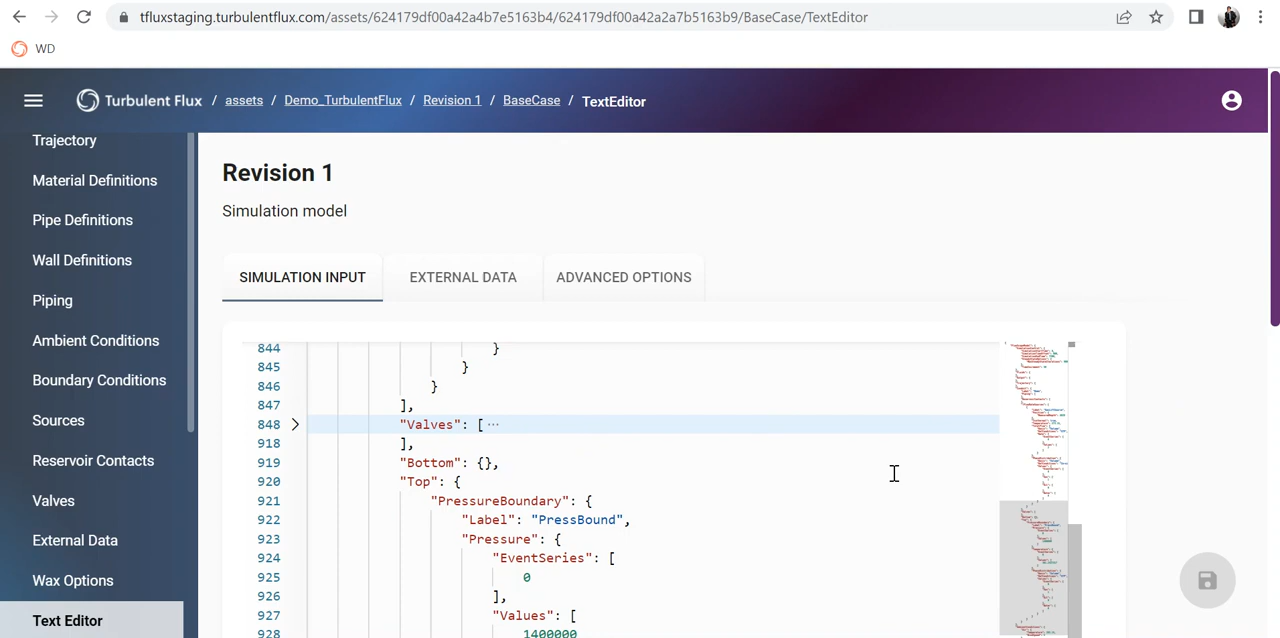 tfluxstaging.turbulentflux.com/assets/624179df00a42a4b7e5163b4/624179df00a42a2a7b5163b9/BaseCase/TextEditor
WD
Turbulent Flux / assets / Demo_TurbulentFlux / Revision 1 / BaseCase / TextEditor
Trajectory
Material Definitions
Pipe Definitions
Wall Definitions
Piping
Ambient Conditions
Boundary Conditions
Sources
Reservoir Contacts
Valves
External Data
Wax Options
Text Editor
Revision 1
Simulation model
SIMULATION INPUT
EXTERNAL DATA
ADVANCED OPTIONS
844 }
845 }
846 }
847 ],
848 "Valves": [ ···
918 ],
919 "Bottom": {},
920 "Top": {
921 "PressureBoundary": {
922 "Label": "PressBound",
923 "Pressure": {
924 "EventSeries": [
925 0
926 ],
927 "Values": [
928 1400000